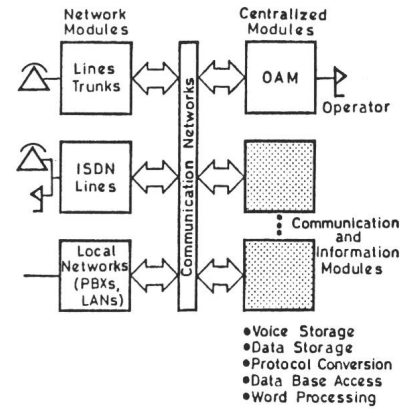 Network
Modules
Centralized
Modules
Lines
Trunks
OAM
Operator
ISDN
Lines
Communication Networks
Communication
and
Information
Modules
Local
Networks
(PBXs,
LANs)
•Voice Storage
•Data Storage
•Protocol Conversion
•Data Base Access
•Word Processing